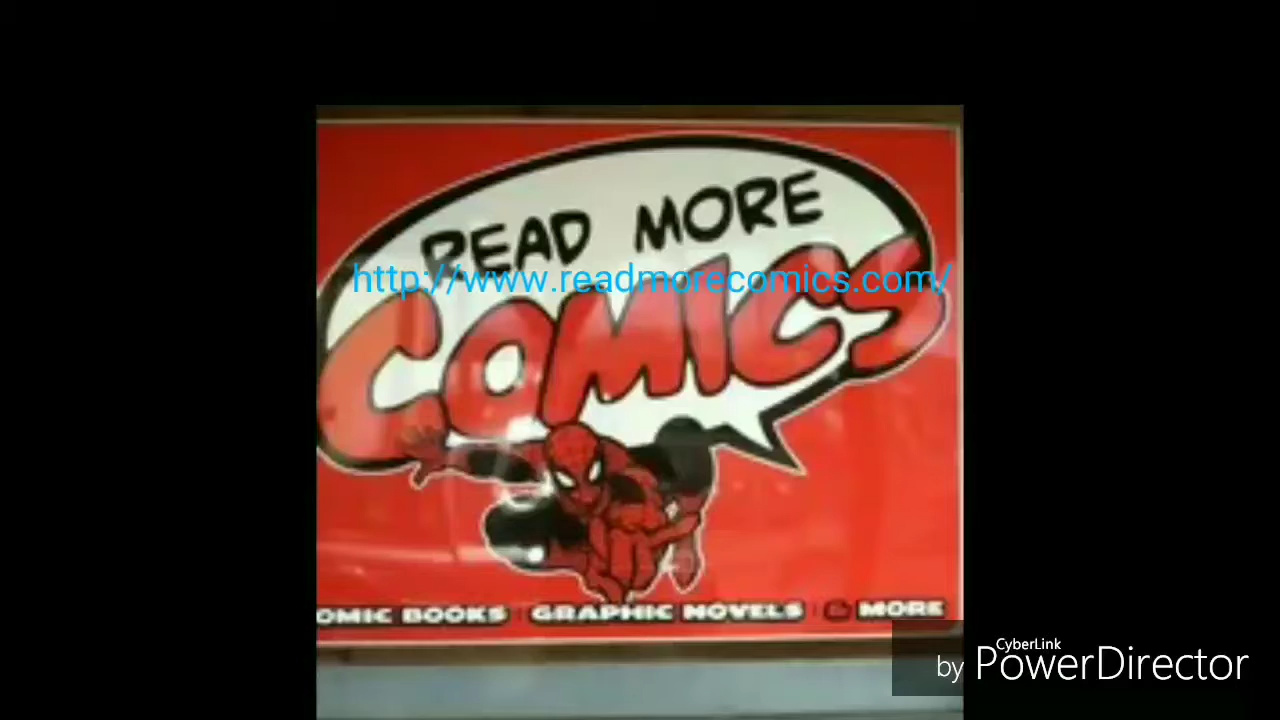 READ MORE
http://www.readmorecomics.com/
COMICS
OMIC BOOKS GRAPHIC NOVELS & MORE
CyberLink
by PowerDirector